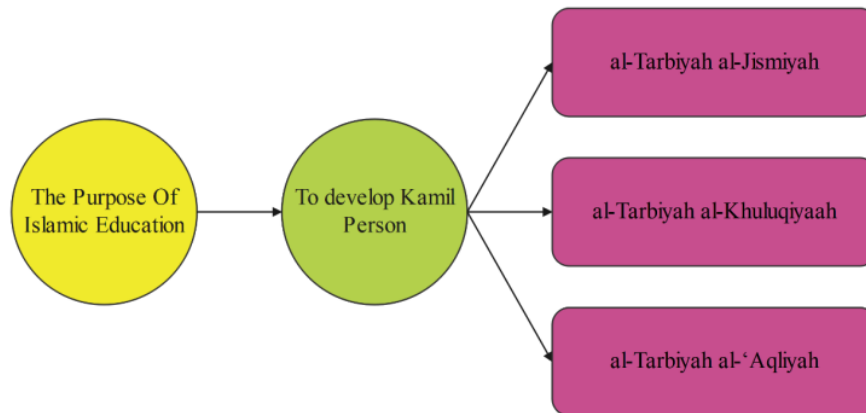 The Purpose Of
Islamic Education
To develop Kamil
Person
al-Tarbiyah al-Jismiyah
al-Tarbiyah al-Khuluqiyaah
al-Tarbiyah al-‘Aqliyah